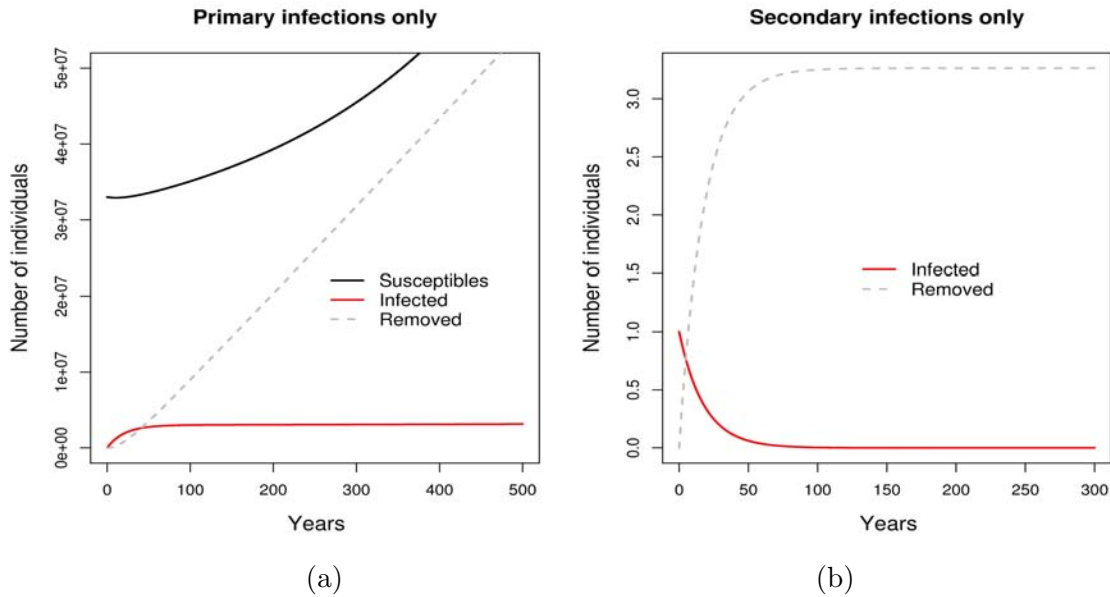 Primary infections only
Number of individuals
0e+00 1e+07 2e+07 3e+07 4e+07 5e+07
Susceptibles
Infected
Removed
0 100 200 300 400 500
Years
(a)
Secondary infections only
Number of individuals
0.0 0.5 1.0 1.5 2.0 2.5 3.0
Infected
Removed
0 50 100 150 200 250 300
Years
(b)